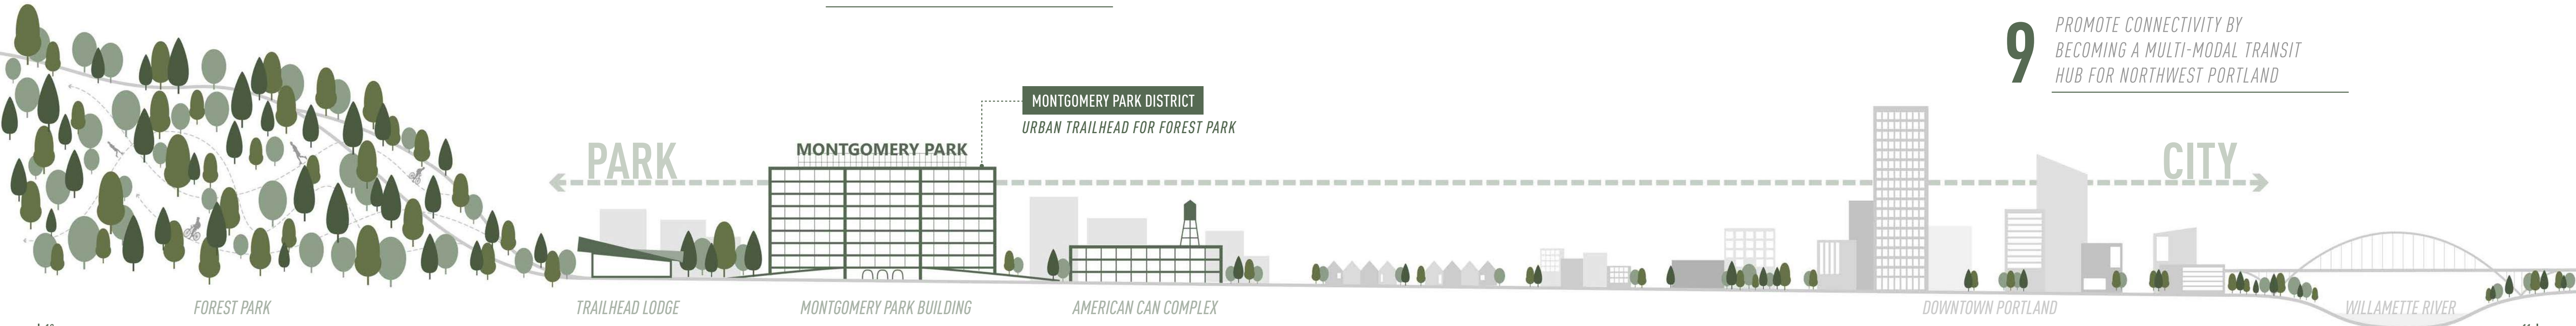 9
PROMOTE CONNECTIVITY BY
BECOMING A MULTI-MODAL TRANSIT
HUB FOR NORTHWEST PORTLAND
MONTGOMERY PARK DISTRICT
URBAN TRAILHEAD FOR FOREST PARK
PARK
MONTGOMERY PARK
CITY
FOREST PARK
TRAILHEAD LODGE
MONTGOMERY PARK BUILDING
AMERICAN CAN COMPLEX
DOWNTOWN PORTLAND
WILLAMETTE RIVER